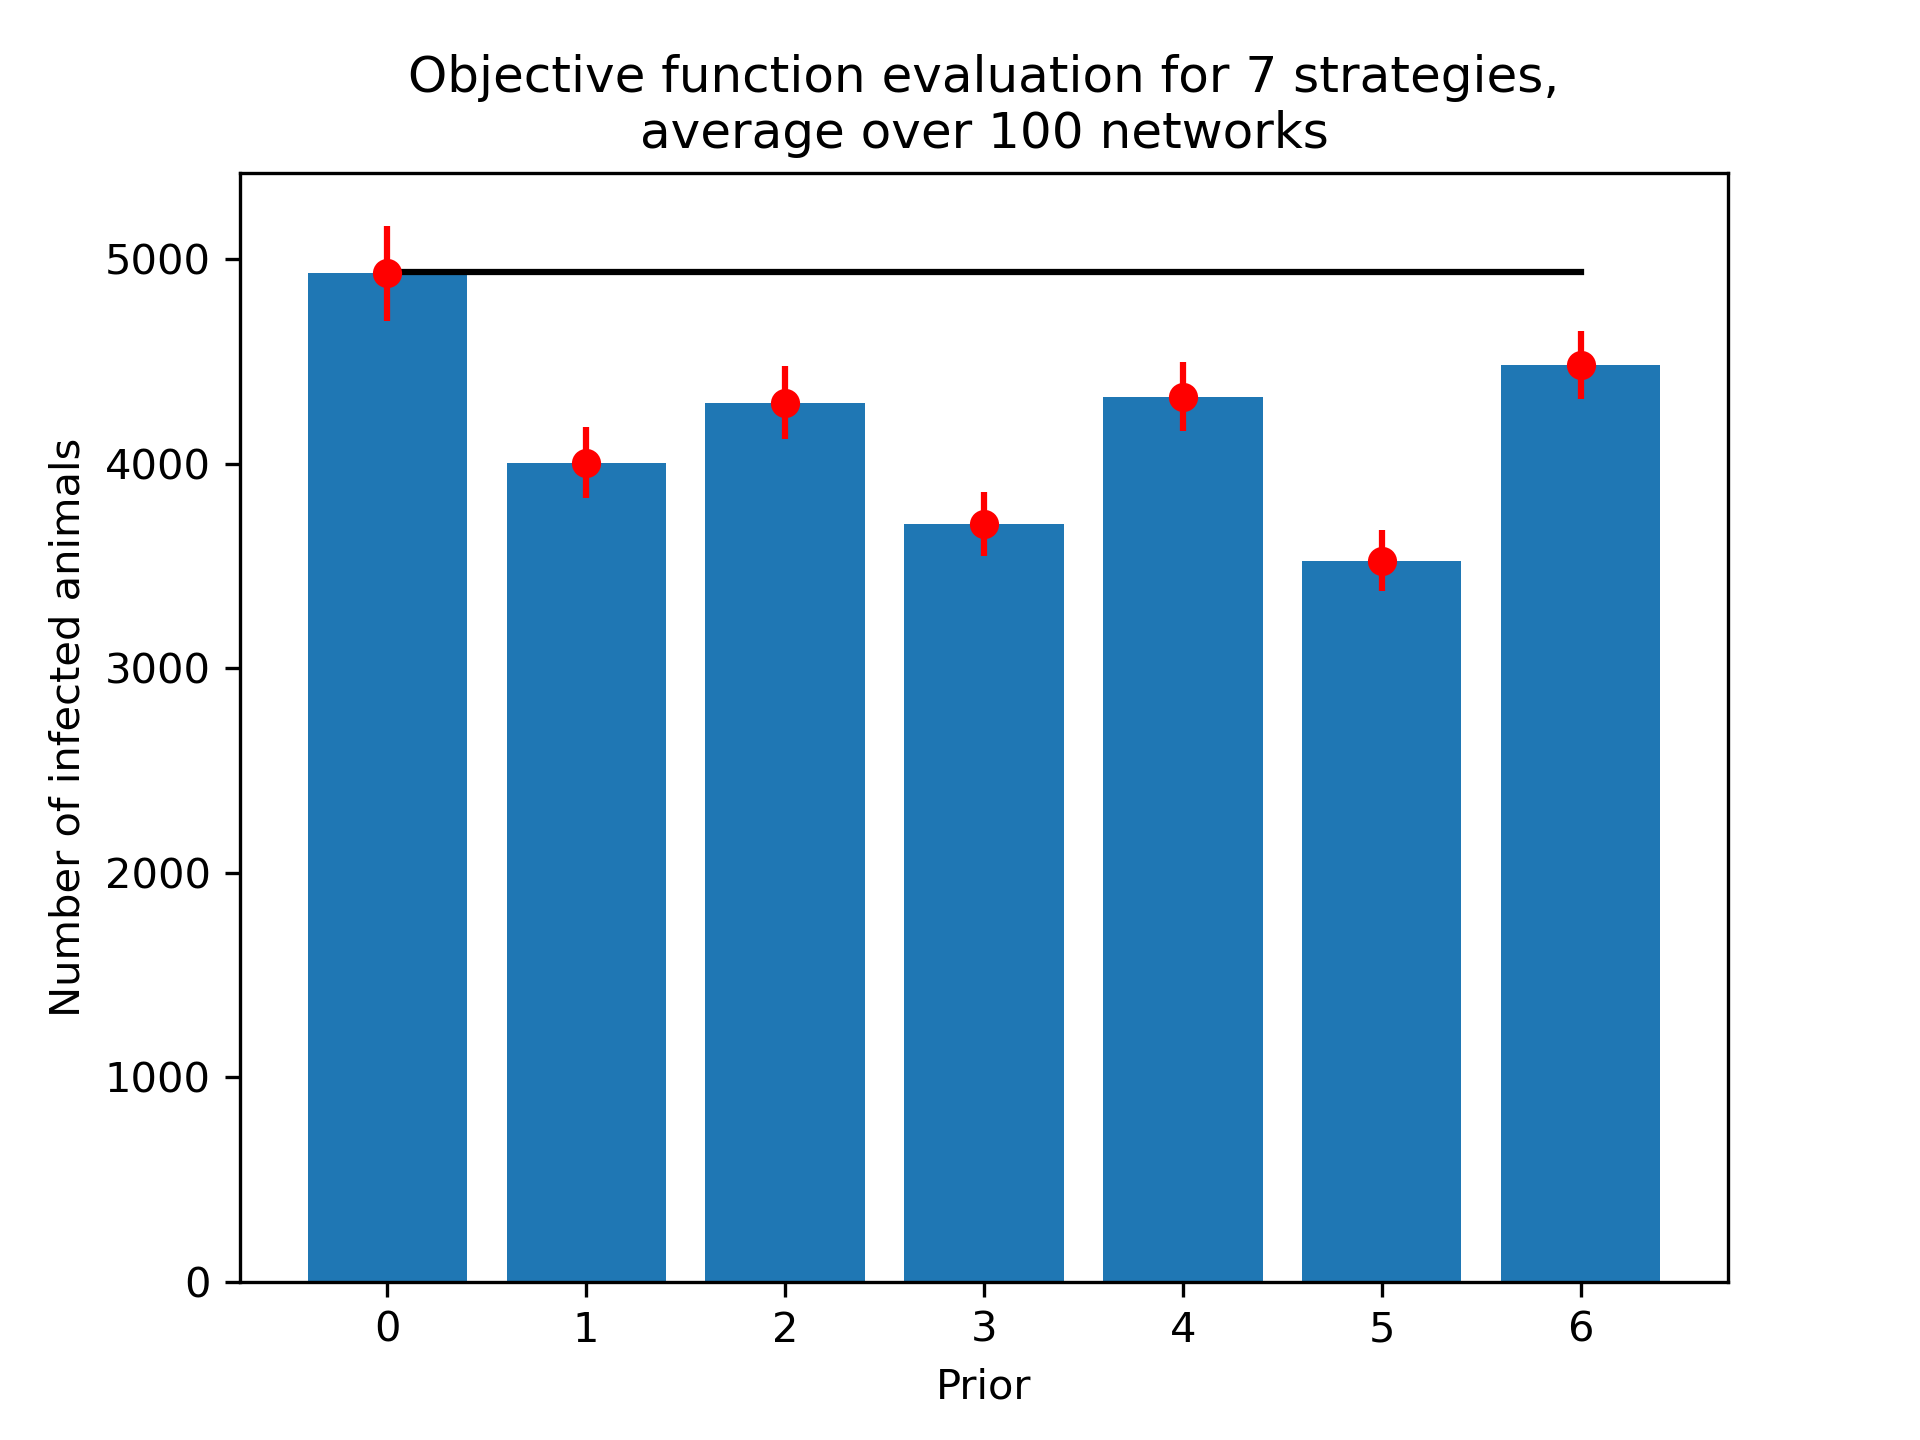 Objective function evaluation for 7 strategies,
average over 100 networks
5000
4000
3000
2000
1000
0
Number of infected animals
0 1 2 3 4 5 6
Prior